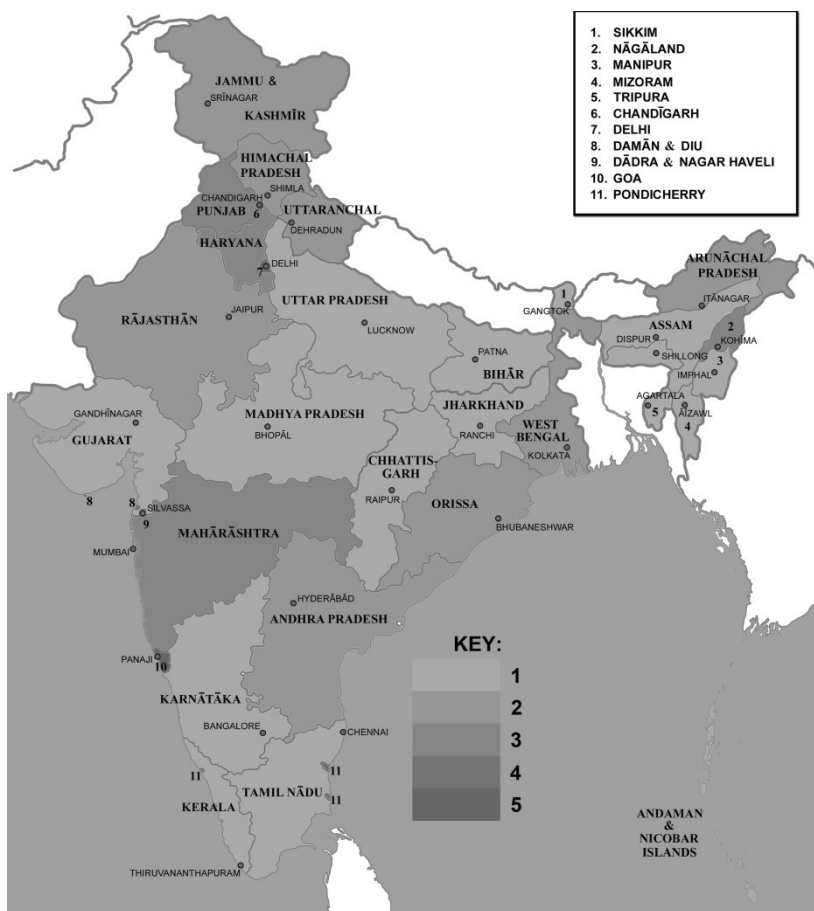 1. SIKKIM
2. NĀGĀLAND
3. MANIPUR
4. MIZORAM
5. TRIPURA
6. CHANDĪGARH
7. DELHI
8. DAMĀN & DIU
9. DĀDRA & NAGAR HAVELI
10. GOA
11. PONDICHERRY
JAMMU &
SRĪNAGAR
KASHMĪR
HIMACHAL
PRADESH
CHANDIGARH
SHIMLA
PUNJAB
6
UTTARANCHAL
DEHRADUN
HARYANA
7
DELHI
RĀJASTHĀN
JAIPUR
UTTAR PRADESH
LUCKNOW
PATNA
BIHĀR
1
GANGTOK
ARUNĀCHAL
PRADESH
ITĀNAGAR
ASSAM
DISPUR
2
KOHĪMA
SHILLONG
3
IMPHAL
AGARTALA
5
AĪZAWL
4
GANDHĪNAGAR
GUJARAT
MADHYA PRADESH
BHOPĀL
JHARKHAND
RANCHI
WEST
BENGAL
KOLKATA
CHHATTIS-
GARH
RAIPUR
ORISSA
BHUBANESHWAR
8
8
SILVASSA
9
MUMBAI
MAHĀRĀSHTRA
HYDERĀBĀD
ANDHRA PRADESH
PANAJI
10
KARNĀTĀKA
BANGALORE
CHENNAI
11
11
11
TAMIL NĀDU
KERALA
THIRUVANANTHAPURAM
KEY:
1
2
3
4
5
ANDAMAN
&
NICOBAR
ISLANDS